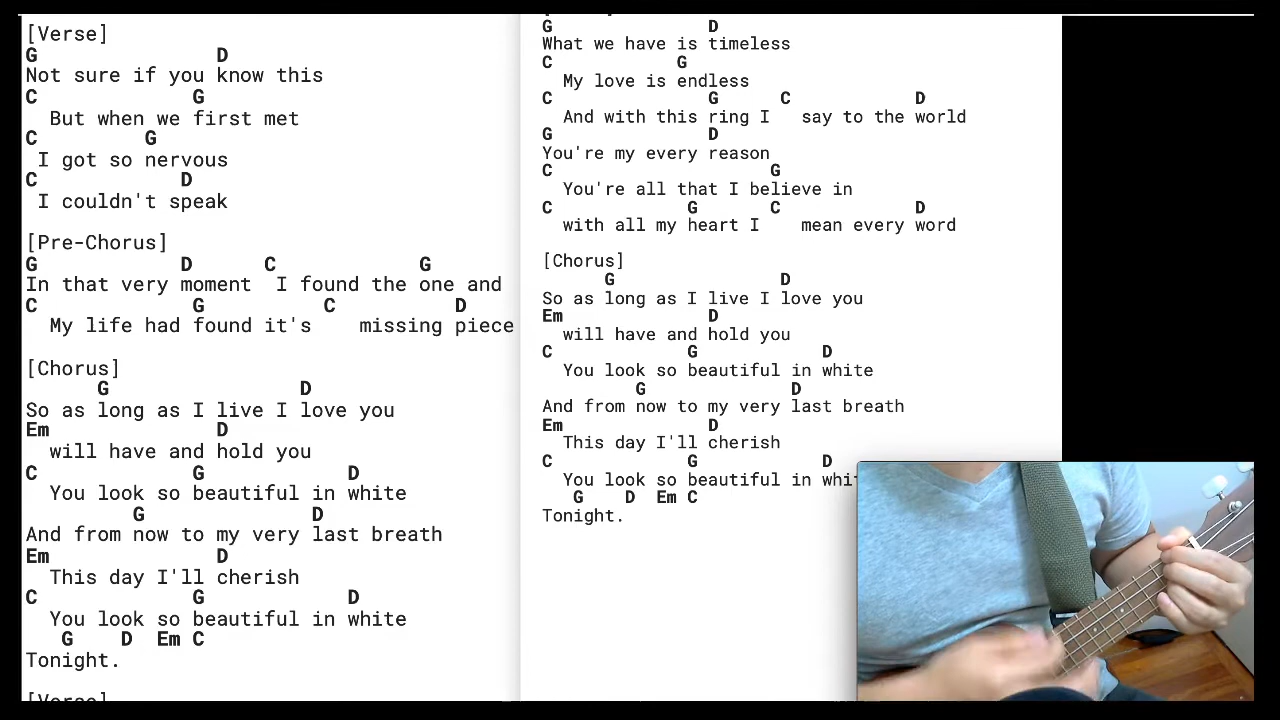 [Verse]
G D
Not sure if you know this
C G
But when we first met
C G
I got so nervous
C D
I couldn't speak
[Pre-Chorus]
G D C G
In that very moment I found the one and
C G C D
My life had found it's missing piece
[Chorus]
G D
So as long as I live I love you
Em D
will have and hold you
C G D
You look so beautiful in white
G D
And from now to my very last breath
Em D
This day I'll cherish
C G D
You look so beautiful in white
G D Em C
Tonight.
[Verse]
G D
What we have is timeless
C G
My love is endless
C G C D
And with this ring I say to the world
G D
You're my every reason
C G
You're all that I believe in
C G C D
with all my heart I mean every word
[Chorus]
G D
So as long as I live I love you
Em D
will have and hold you
C G D
You look so beautiful in white
G D
And from now to my very last breath
Em D
This day I'll cherish
C G D
You look so beautiful in whit
G D Em C
Tonight.